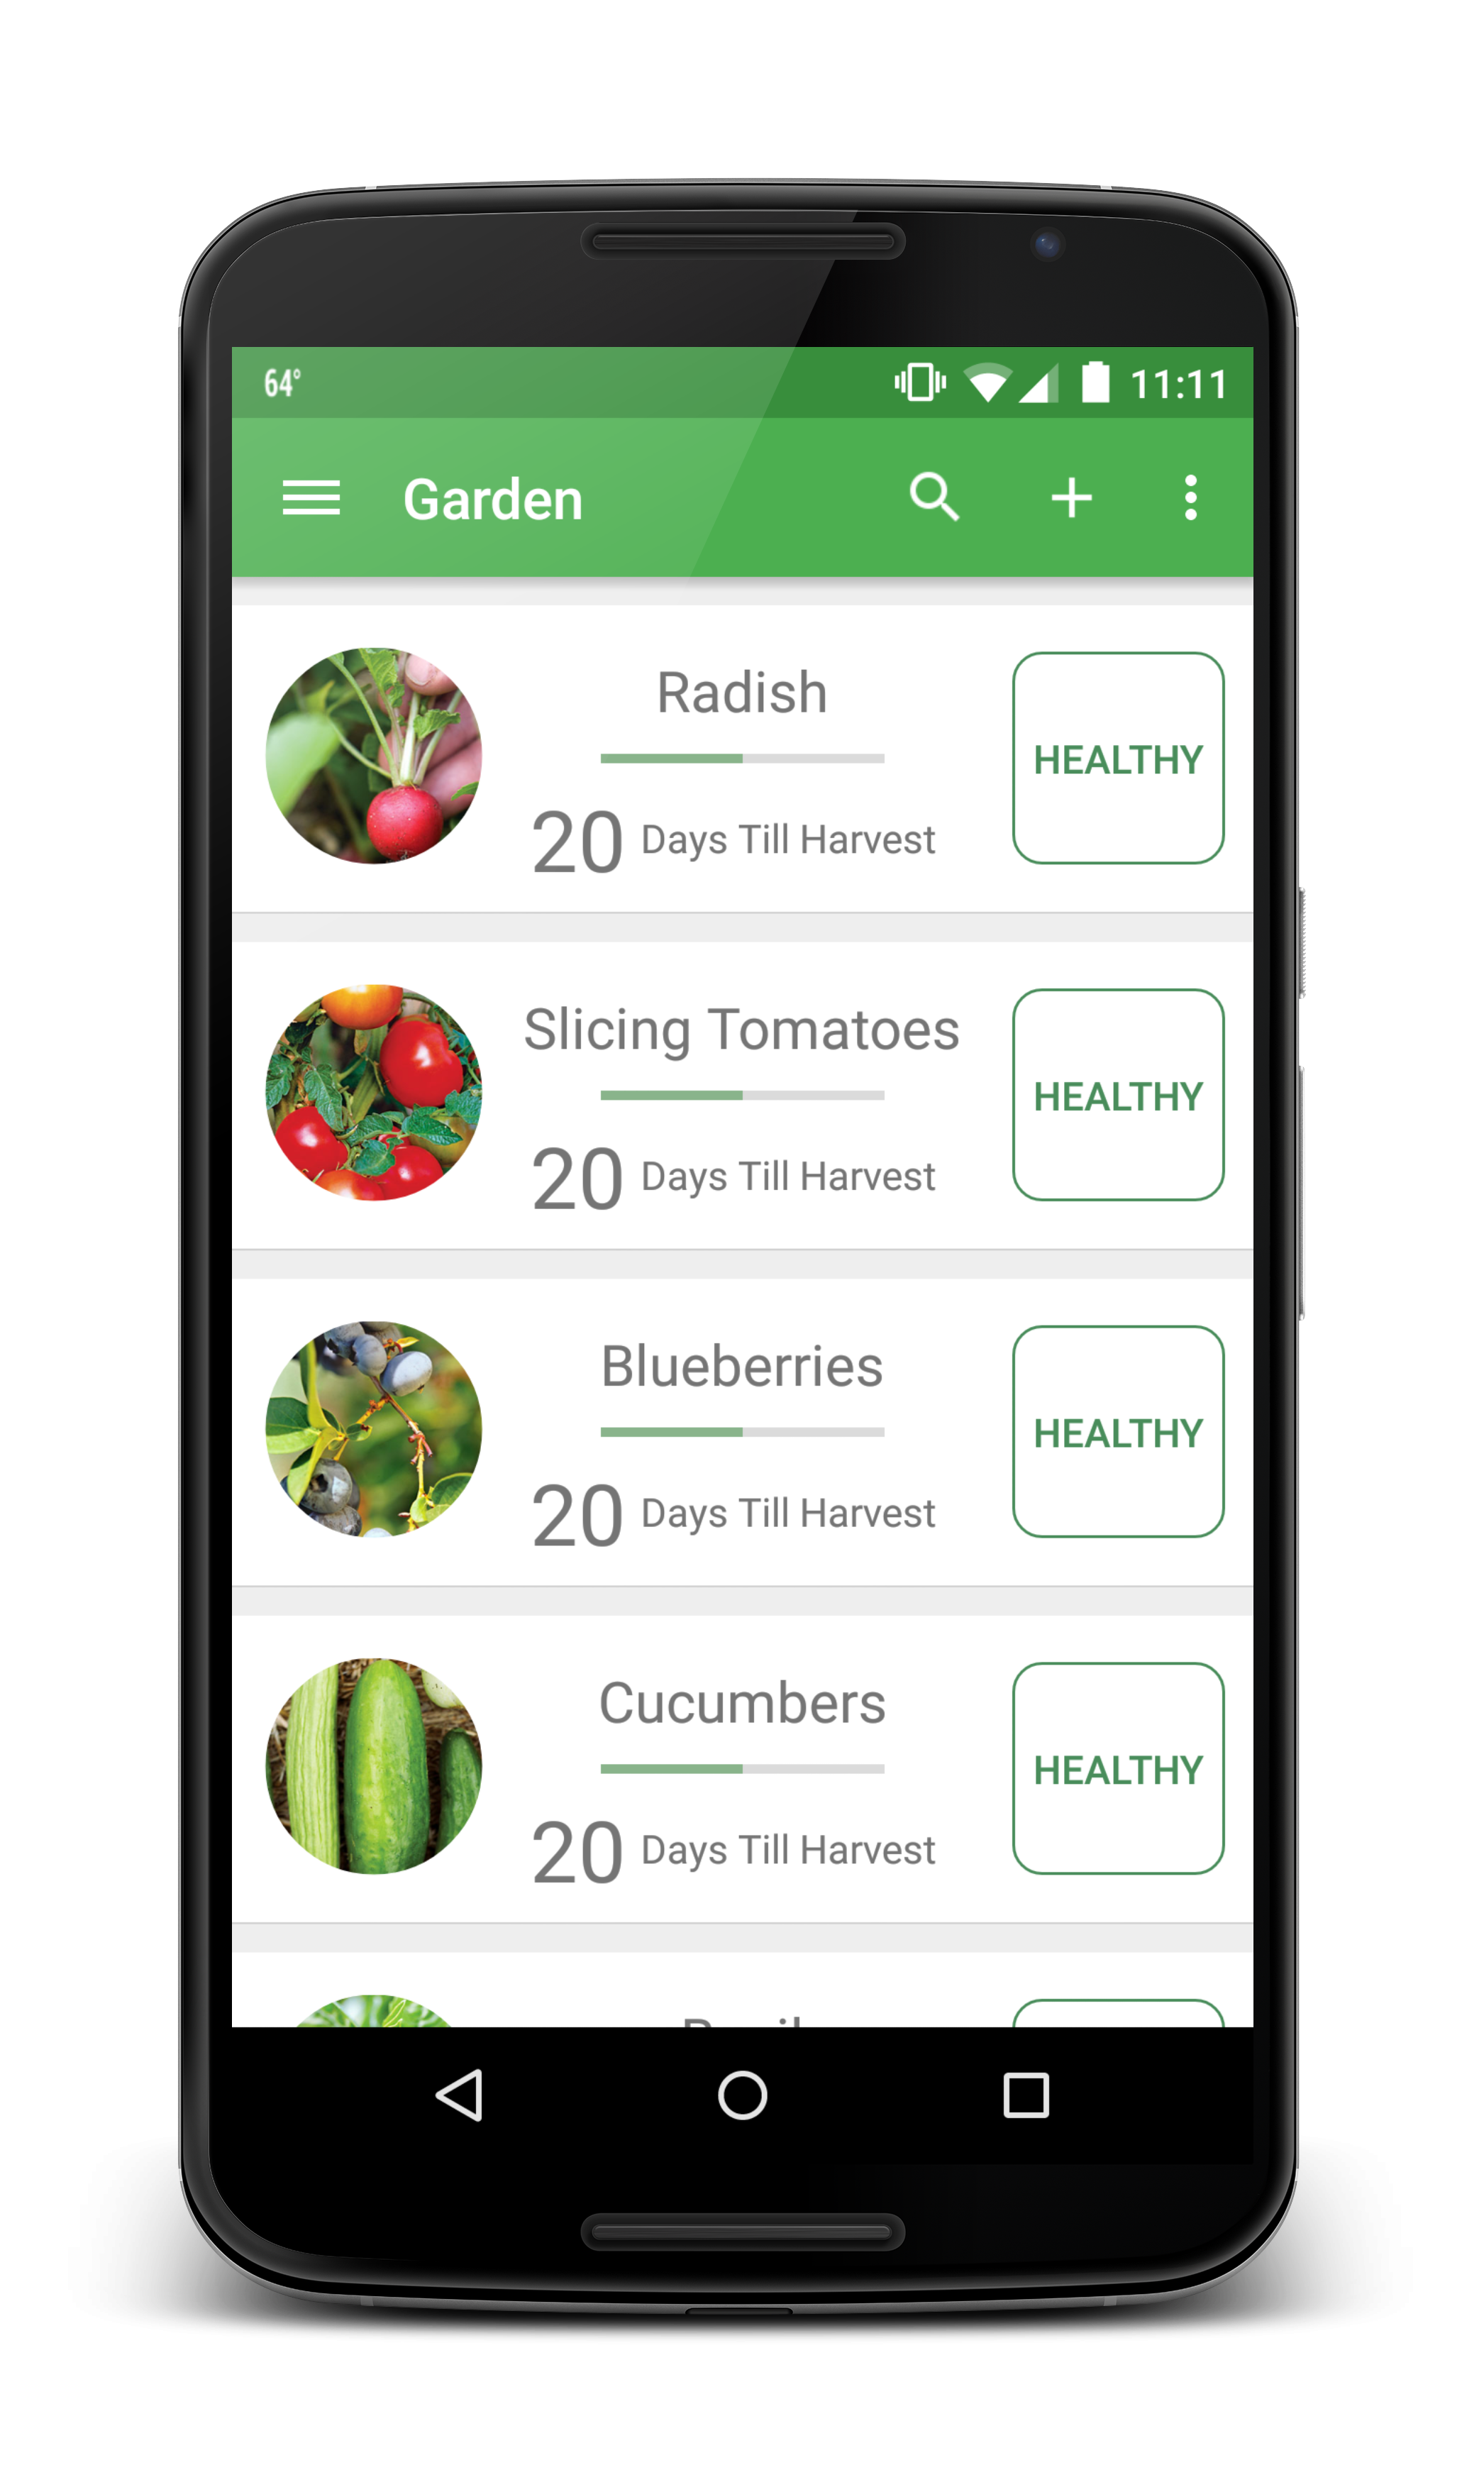 64°
11:11
Garden
Radish
20 Days Till Harvest
HEALTHY
Slicing Tomatoes
20 Days Till Harvest
HEALTHY
Blueberries
20 Days Till Harvest
HEALTHY
Cucumbers
20 Days Till Harvest
HEALTHY